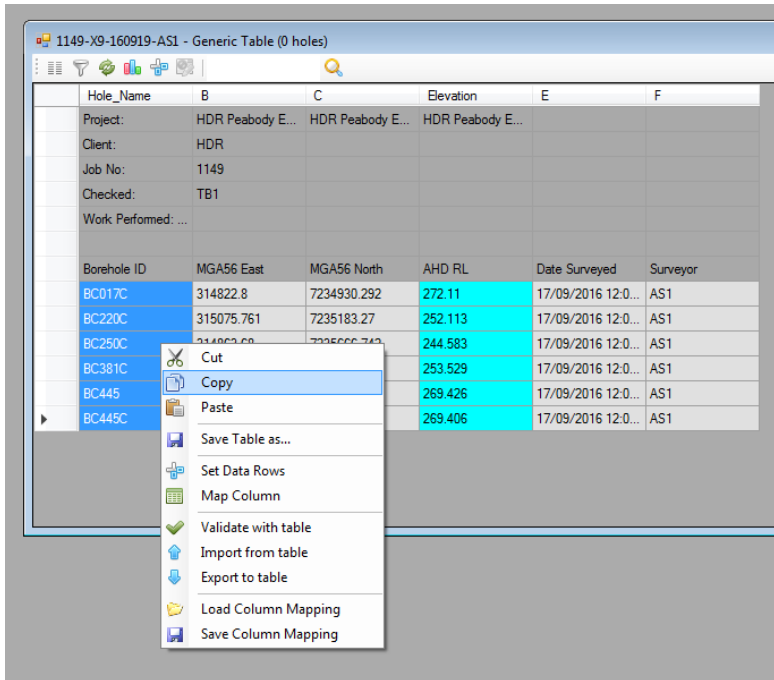 1149-X9-160919-AS1 - Generic Table (0 holes)
Hole_Name B C Elevation E F
Project: HDR Peabody E... HDR Peabody E... HDR Peabody E...
Client: HDR
Job No: 1149
Checked: TB1
Work Performed: ...
Borehole ID MGA56 East MGA56 North AHD RL Date Surveyed Surveyor
BC017C 314822.8 7234930.292 272.11 17/09/2016 12:0... AS1
BC220C 315075.761 7235183.27 252.113 17/09/2016 12:0... AS1
BC250C 244.583 17/09/2016 12:0... AS1
BC381C 253.529 17/09/2016 12:0... AS1
BC445 269.426 17/09/2016 12:0... AS1
BC445C 269.406 17/09/2016 12:0... AS1
Cut
Copy
Paste
Save Table as...
Set Data Rows
Map Column
Validate with table
Import from table
Export to table
Load Column Mapping
Save Column Mapping